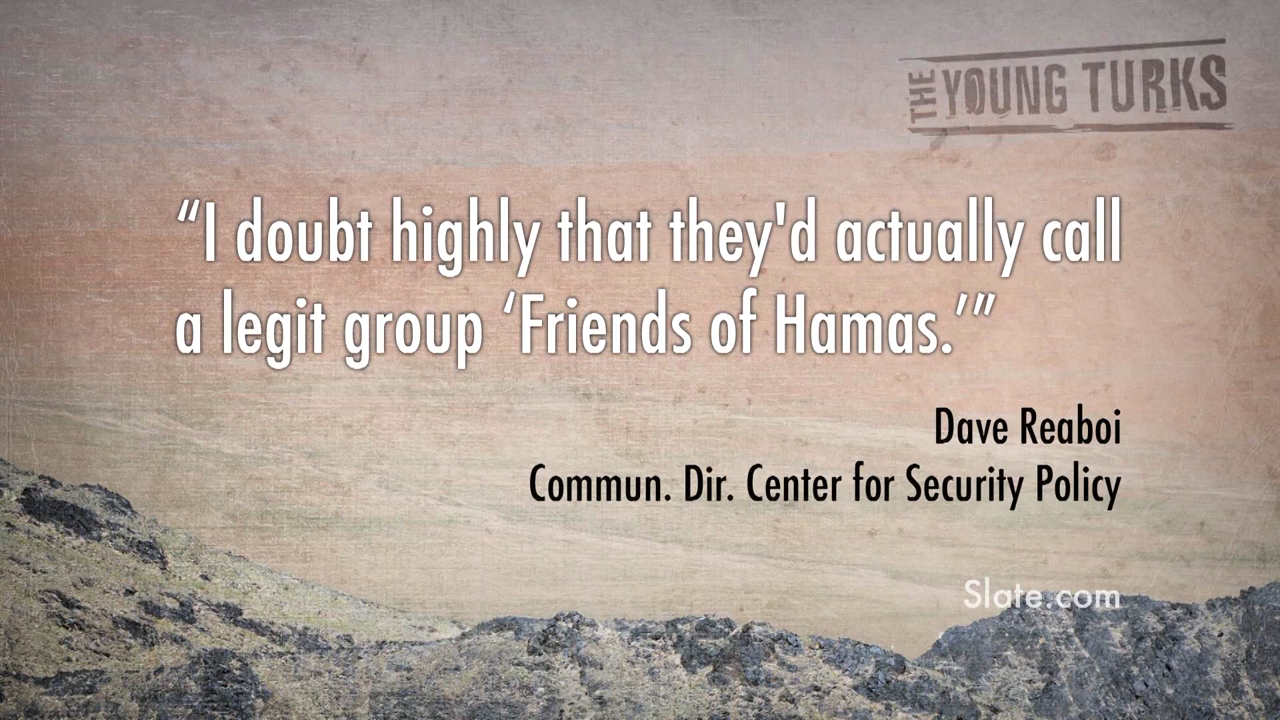 THE YOUNG TURKS
“I doubt highly that they'd actually call
a legit group ‘Friends of Hamas.’”
Dave Reaboi
Commun. Dir. Center for Security Policy
Slate.com